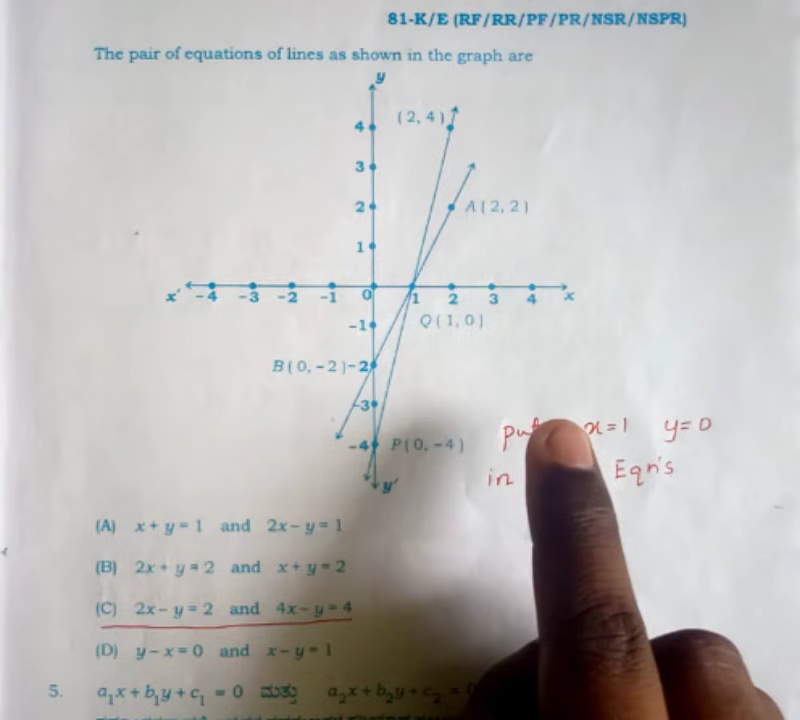 81-K/E (RF/RR/PF/PR/NSR/NSPR)
The pair of equations of lines as shown in the graph are
y
(2, 4)
4
3
2
A(2, 2)
1
x' -4 -3 -2 -1 0 1 2 3 4 x
-1
Q(1, 0)
B(0, -2) -2
-3
-4 P(0, -4)
y'
put x=1 y=0
in Eqn's
(A) x + y = 1 and 2x - y = 1
(B) 2x + y = 2 and x + y = 2
(C) 2x - y = 2 and 4x - y = 4
(D) y - x = 0 and x - y = 1
5. a₁x + b₁y + c₁ = 0 ಮತ್ತು a₂x + b₂y + c₂ = 0